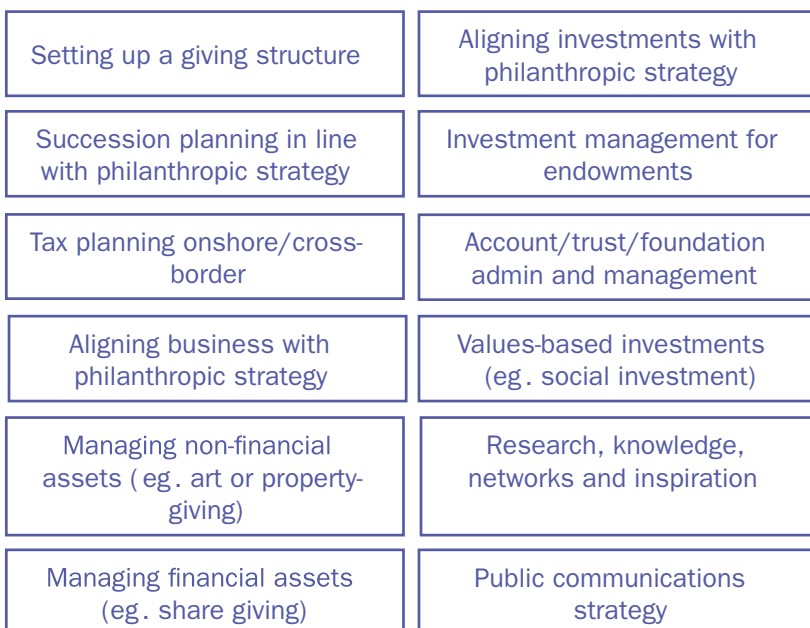 Setting up a giving structure
Aligning investments with
philanthropic strategy
Succession planning in line
with philanthropic strategy
Investment management for
endowments
Tax planning onshore/cross-
border
Account/trust/foundation
admin and management
Aligning business with
philanthropic strategy
Values-based investments
(eg. social investment)
Managing non-financial
assets (eg. art or property-
giving)
Research, knowledge,
networks and inspiration
Managing financial assets
(eg. share giving)
Public communications
strategy